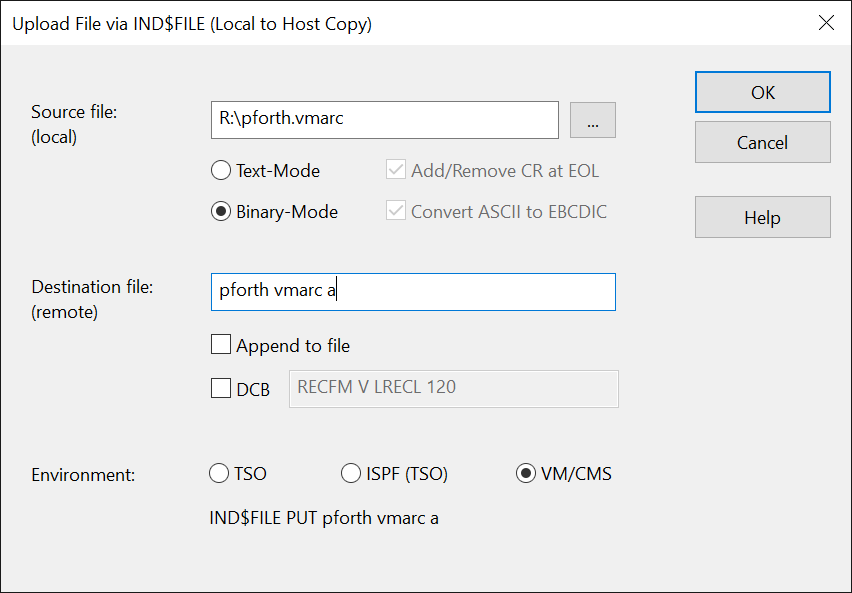 Upload File via IND$FILE (Local to Host Copy)
Source file:
(local)
R:\pforth.vmarc
...
OK
Cancel
Help
Text-Mode
Add/Remove CR at EOL
Binary-Mode
Convert ASCII to EBCDIC
Destination file:
(remote)
pforth vmarc a
Append to file
DCB
RECFM V LRECL 120
Environment:
TSO
ISPF (TSO)
VM/CMS
IND$FILE PUT pforth vmarc a